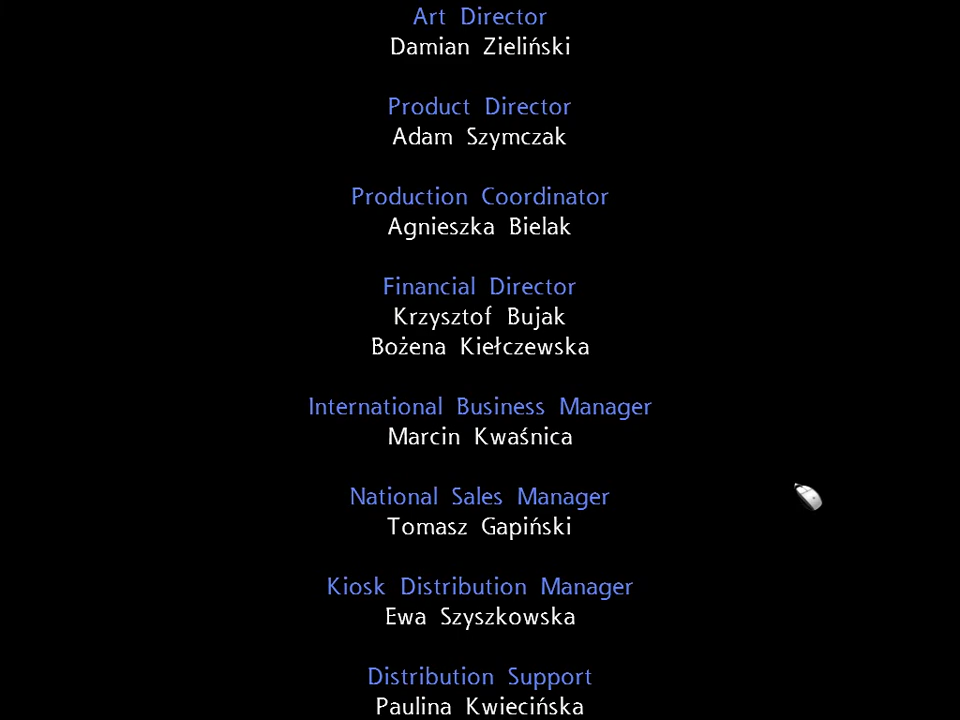 Art Director
Damian Zieliński
Product Director
Adam Szymczak
Production Coordinator
Agnieszka Bielak
Financial Director
Krzysztof Bujak
Bożena Kiełczewska
International Business Manager
Marcin Kwaśnica
National Sales Manager
Tomasz Gapiński
Kiosk Distribution Manager
Ewa Szyszkowska
Distribution Support
Paulina Kwiecińska